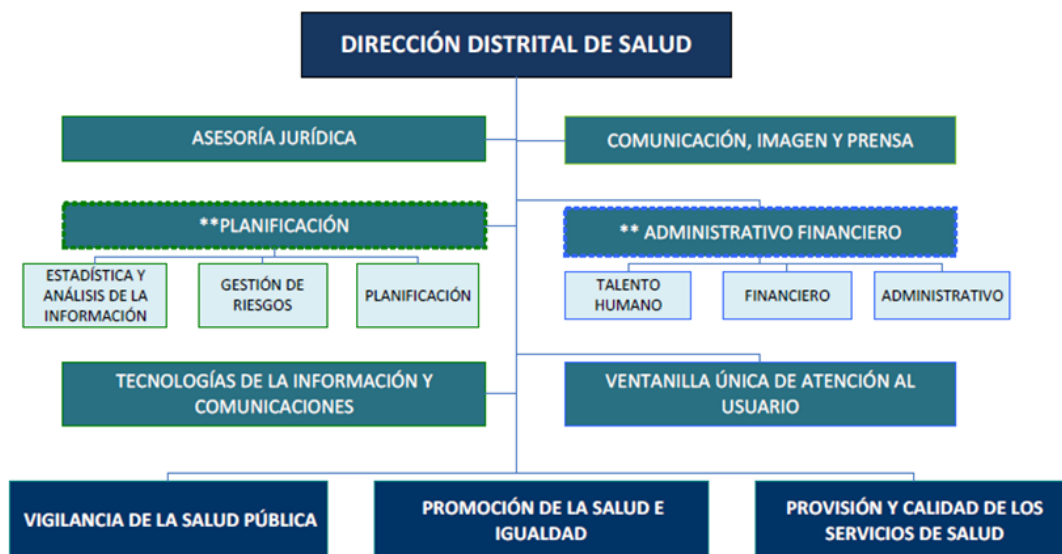 DIRECCIÓN DISTRITAL DE SALUD
ASESORÍA JURÍDICA
COMUNICACIÓN, IMAGEN Y PRENSA
**PLANIFICACIÓN
** ADMINISTRATIVO FINANCIERO
ESTADÍSTICA Y
ANÁLISIS DE LA
INFORMACIÓN
GESTIÓN DE
RIESGOS
PLANIFICACIÓN
TALENTO
HUMANO
FINANCIERO
ADMINISTRATIVO
TECNOLOGÍAS DE LA INFORMACIÓN Y
COMUNICACIONES
VENTANILLA ÚNICA DE ATENCIÓN AL
USUARIO
VIGILANCIA DE LA SALUD PÚBLICA
PROMOCIÓN DE LA SALUD E
IGUALDAD
PROVISIÓN Y CALIDAD DE LOS
SERVICIOS DE SALUD